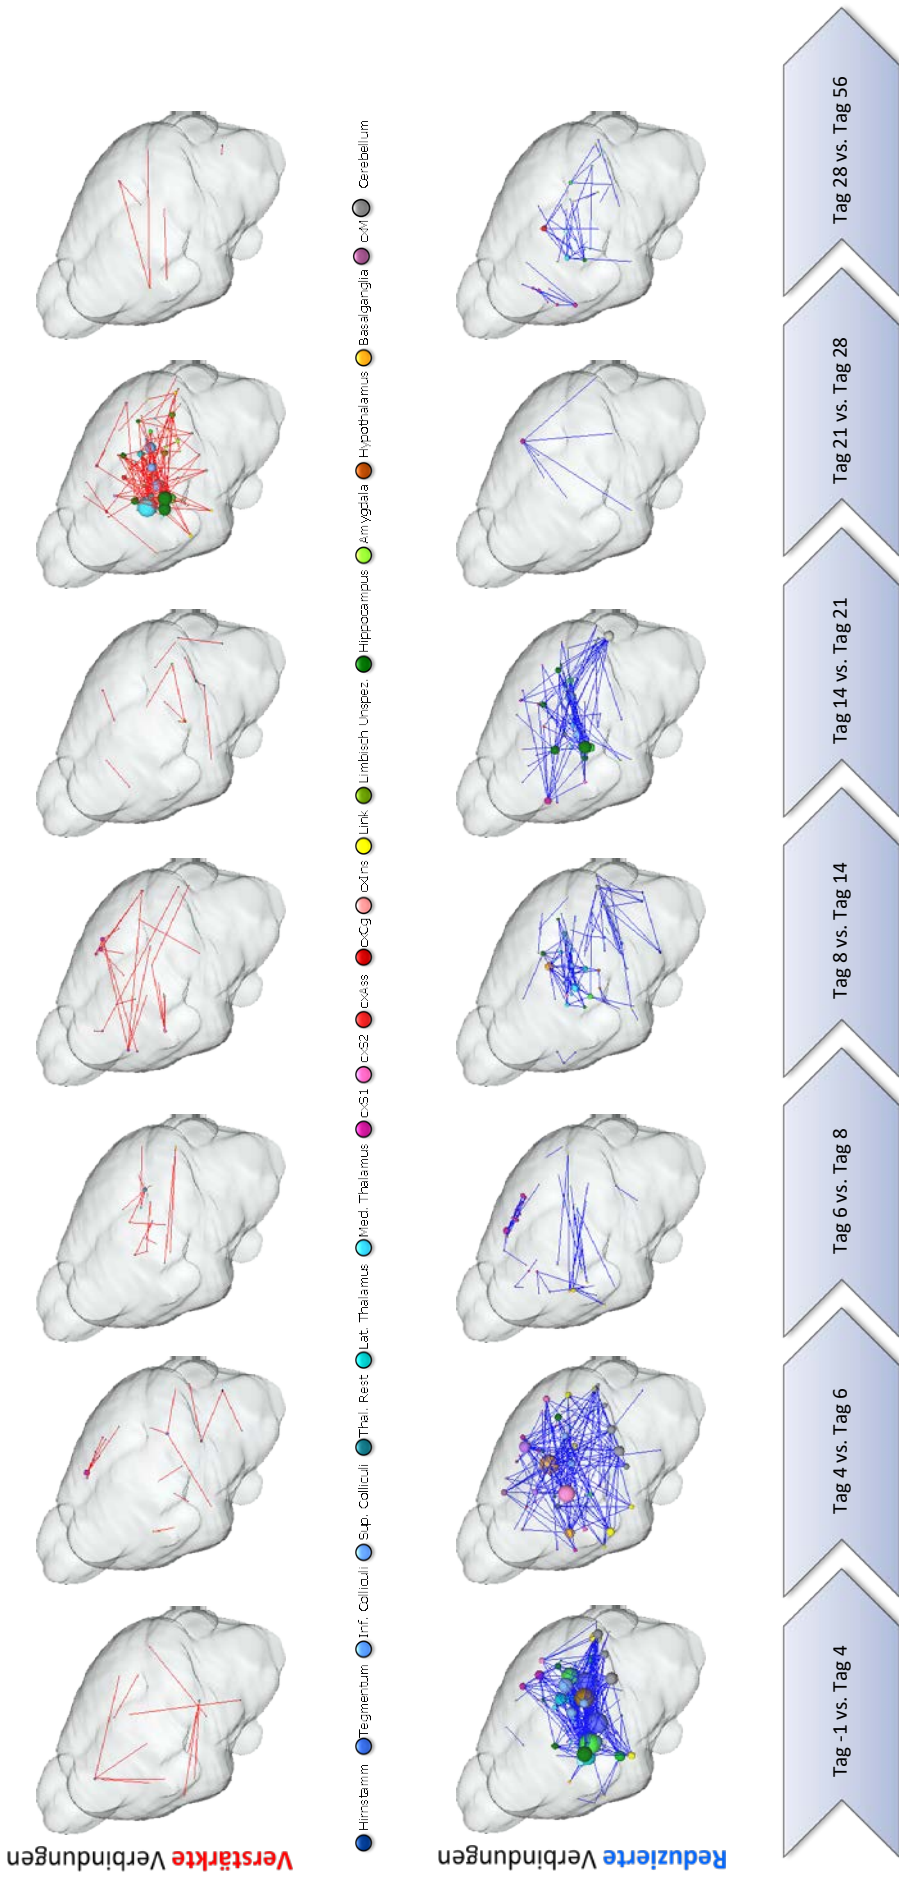 Verstärkte Verbindungen
Hirnstamm Tegmentum Inf. Colliculi Sup. Colliculi Thal. Rest Lat. Thalamus Med. Thalamus cxS1 cxS2 cxAss cxCg cxIns Link Limbisch Unspez. Hippocampus Amygdala Hypothalamus Basalganglia cxM Cerebellum
Reduzierte Verbindungen
Tag -1 vs. Tag 4
Tag 4 vs. Tag 6
Tag 6 vs. Tag 8
Tag 8 vs. Tag 14
Tag 14 vs. Tag 21
Tag 21 vs. Tag 28
Tag 28 vs. Tag 56